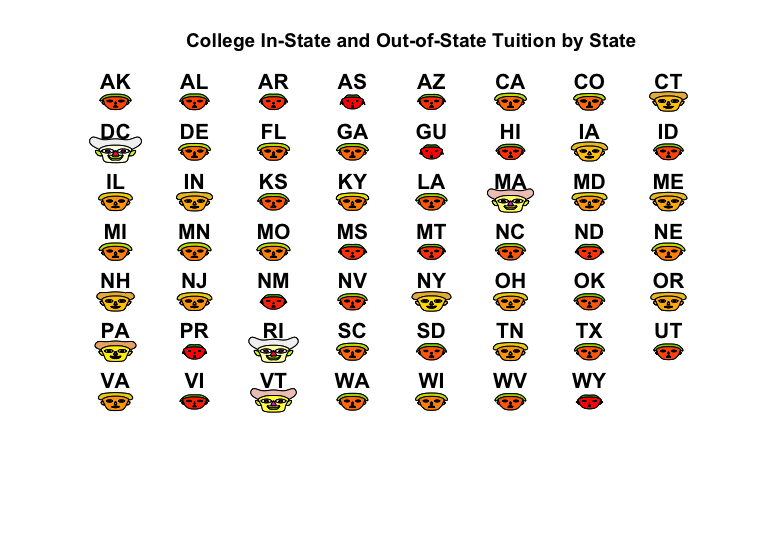 College In-State and Out-of-State Tuition by State
AK AL AR AS AZ CA CO CT
DC DE FL GA GU HI IA ID
IL IN KS KY LA MA MD ME
MI MN MO MS MT NC ND NE
NH NJ NM NV NY OH OK OR
PA PR RI SC SD TN TX UT
VA VI VT WA WI WV WY